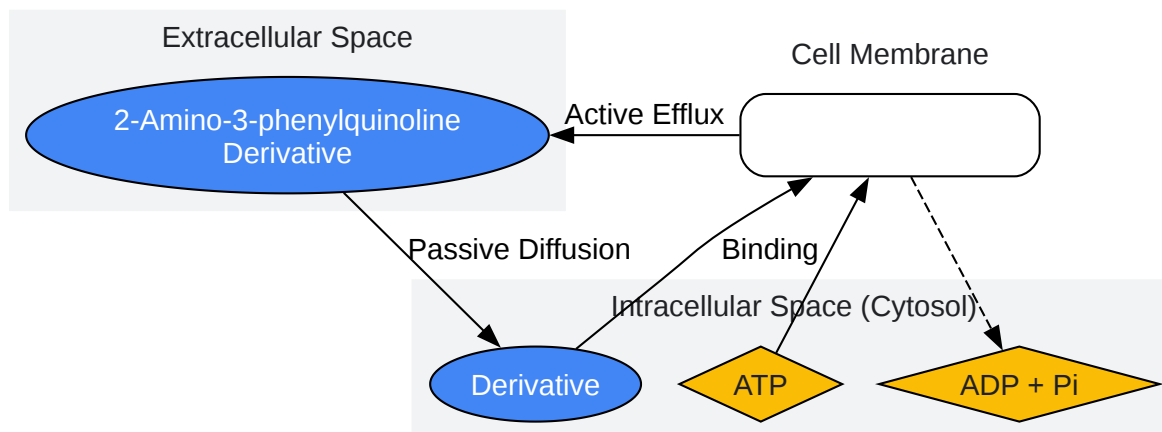 Extracellular Space
Cell Membrane
2-Amino-3-phenylquinoline
Derivative
Active Efflux
Passive Diffusion
Binding
Intracellular Space (Cytosol)
Derivative
ATP
ADP + Pi